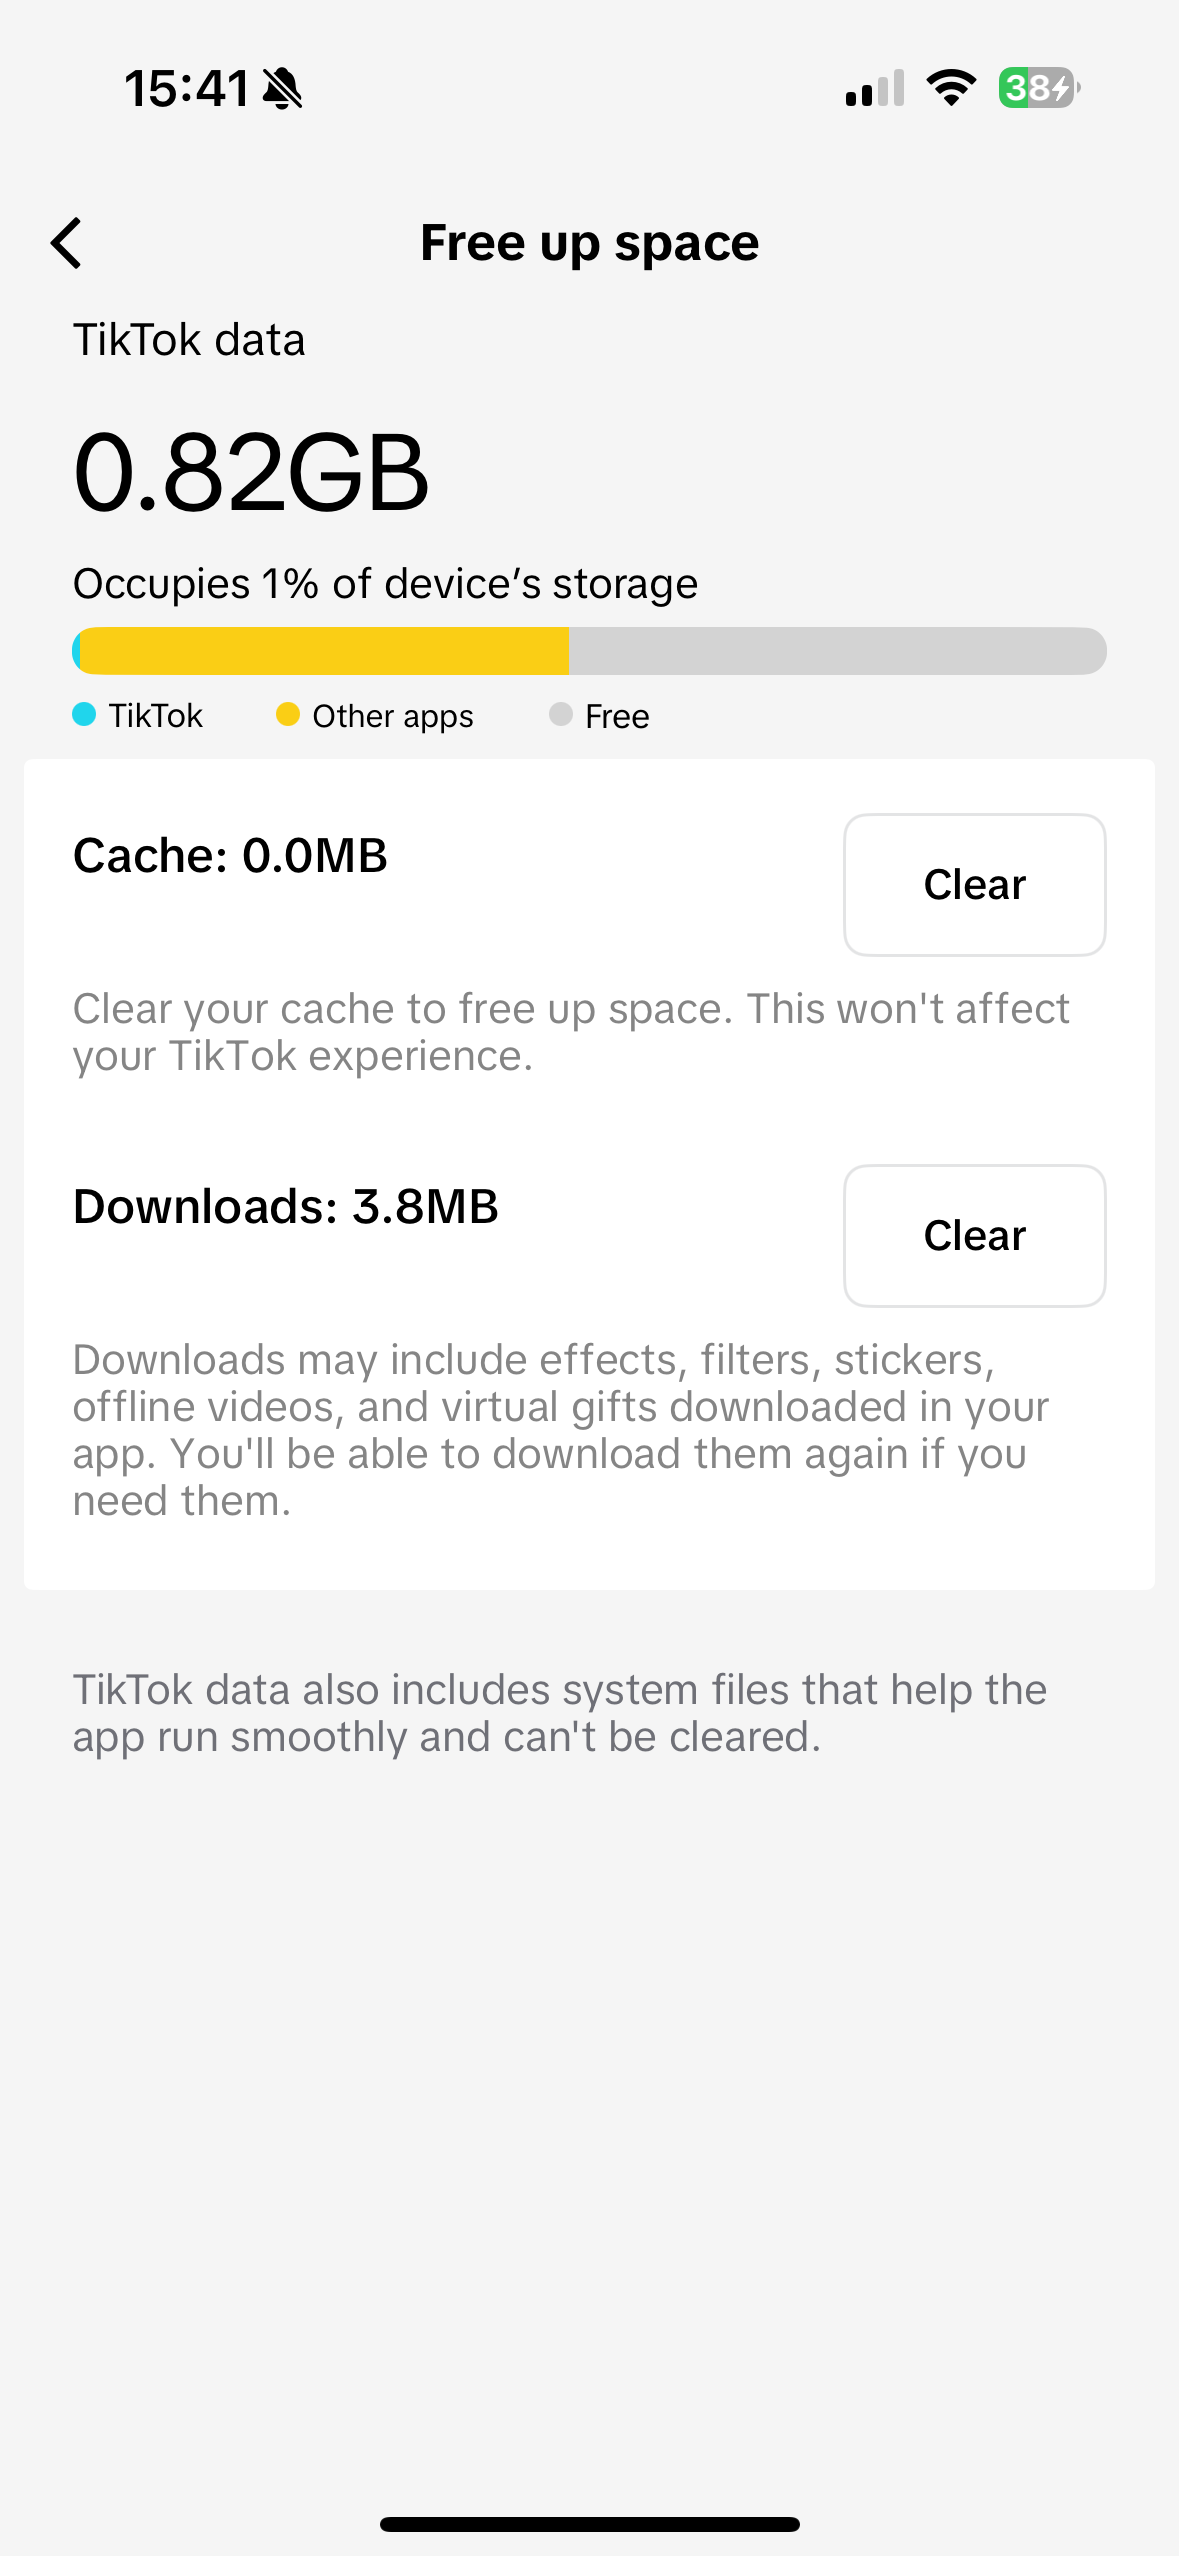 15:41
38
Free up space
TikTok data
0.82GB
Occupies 1% of device’s storage
TikTok Other apps Free
Cache: 0.0MB
Clear
Clear your cache to free up space. This won't affect
your TikTok experience.
Downloads: 3.8MB
Clear
Downloads may include effects, filters, stickers,
offline videos, and virtual gifts downloaded in your
app. You'll be able to download them again if you
need them.
TikTok data also includes system files that help the
app run smoothly and can't be cleared.